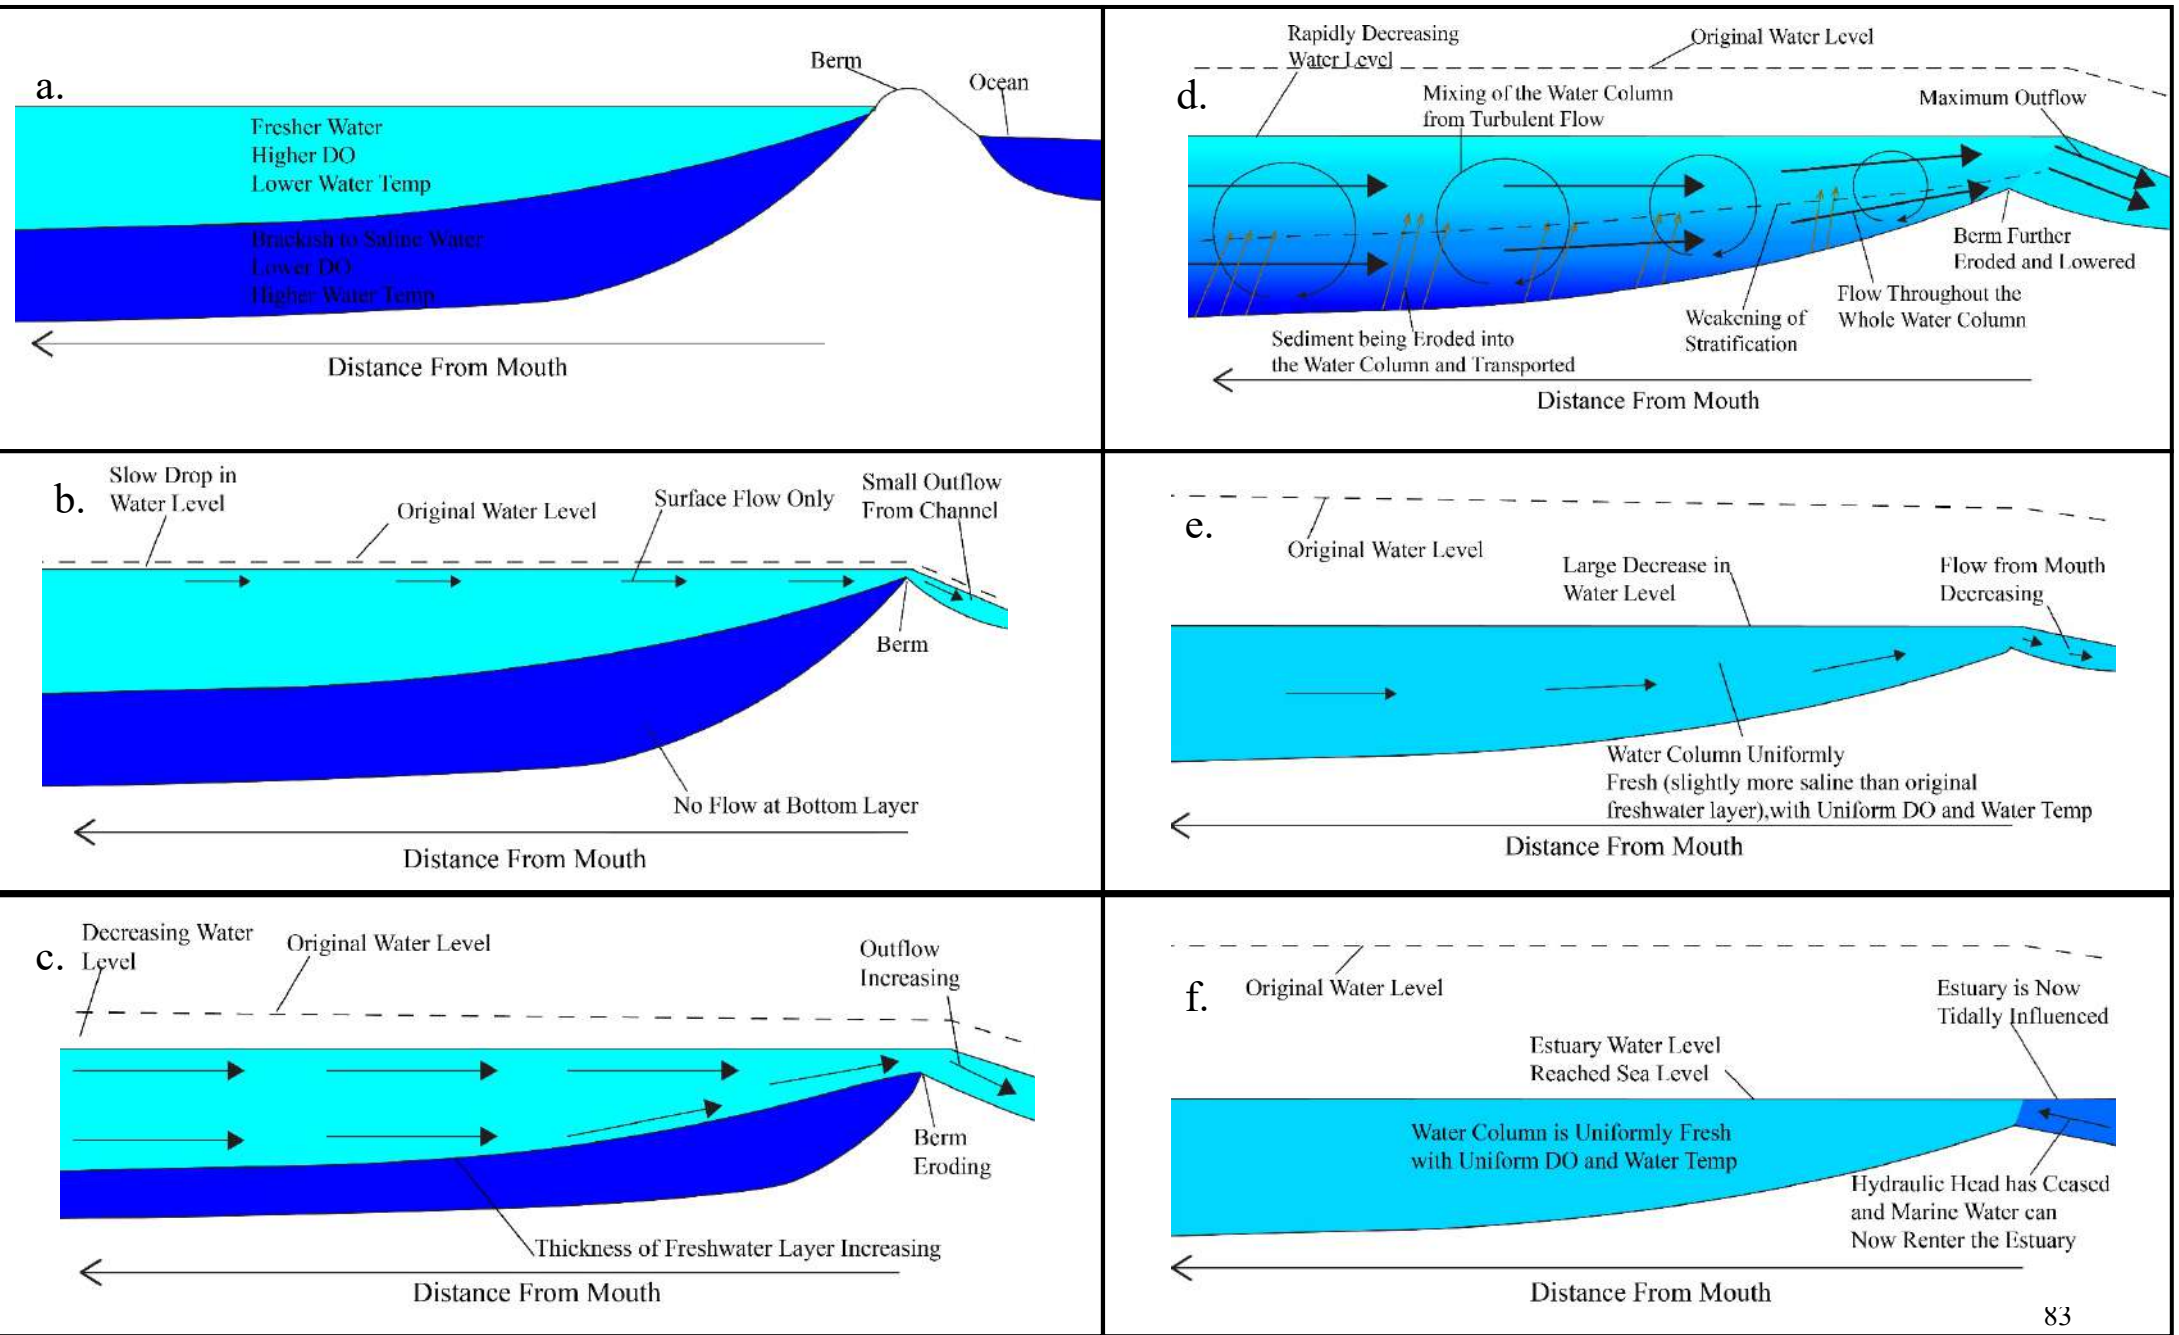 a.
Berm
Ocean
Fresher Water
Higher DO
Lower Water Temp
Brackish to Saline Water
Lower DO
Higher Water Temp
Distance From Mouth
b.
Slow Drop in
Water Level
Original Water Level
Surface Flow Only
Small Outflow
From Channel
Berm
No Flow at Bottom Layer
Distance From Mouth
c.
Decreasing Water
Level
Original Water Level
Outflow
Increasing
Berm
Eroding
Thickness of Freshwater Layer Increasing
Distance From Mouth
d.
Rapidly Decreasing
Water Level
Original Water Level
Mixing of the Water Column
from Turbulent Flow
Maximum Outflow
Berm Further
Eroded and Lowered
Flow Throughout the
Whole Water Column
Weakening of
Stratification
Sediment being Eroded into
the Water Column and Transported
Distance From Mouth
e.
Original Water Level
Large Decrease in
Water Level
Flow from Mouth
Decreasing
Water Column Uniformly
Fresh (slightly more saline than original
freshwater layer),with Uniform DO and Water Temp
Distance From Mouth
f.
Original Water Level
Estuary is Now
Tidally Influenced
Estuary Water Level
Reached Sea Level
Water Column is Uniformly Fresh
with Uniform DO and Water Temp
Hydraulic Head has Ceased
and Marine Water can
Now Renter the Estuary
Distance From Mouth
83